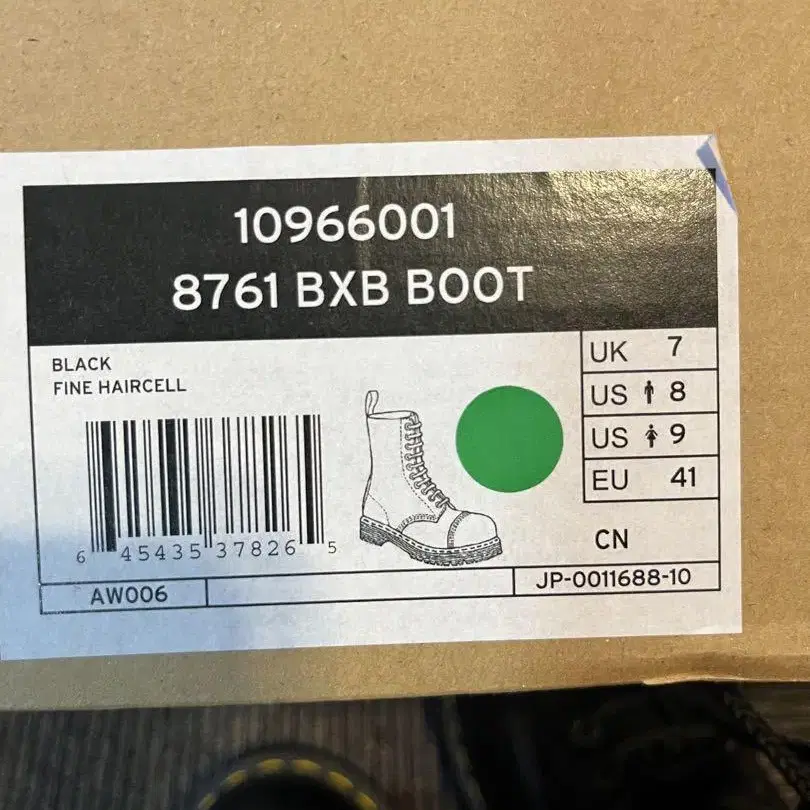 10966001
8761 BXB BOOT
BLACK
FINE HAIRCELL
UK 7
US 8
US 9
EU 41
6 45435 37826 5
CN
AW006
JP-0011688-10